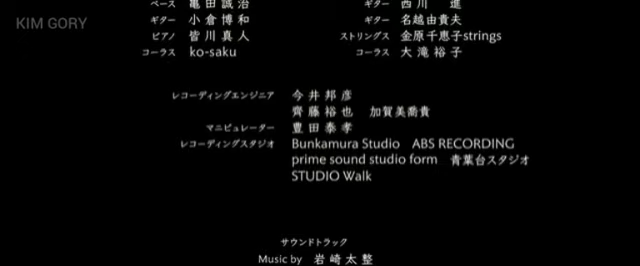 ベース 亀田誠治 ギター 西川 進
KIM GORY
ギター 小倉博和 ギター 名越由貴夫
ピアノ 皆川真人 ストリングス 金原千恵子strings
コーラス ko-saku コーラス 大滝裕子
レコーディングエンジニア 今井邦彦
齊藤裕也 加賀美喬貴
マニピュレーター 豊田泰孝
レコーディングスタジオ Bunkamura Studio ABS RECORDING
prime sound studio form 青葉台スタジオ
STUDIO Walk
サウンドトラック
Music by 岩崎太整